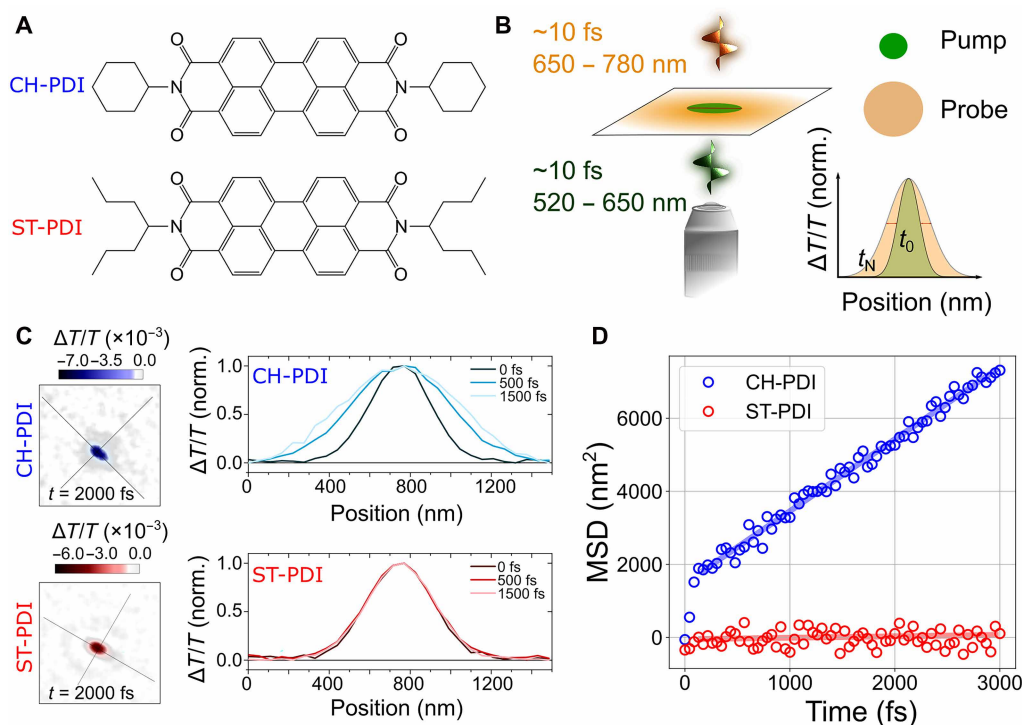 A
CH-PDI
O
O
N
N
O
O
ST-PDI
O
O
N
N
O
O
B
~10 fs
650 – 780 nm
~10 fs
520 – 650 nm
Pump
Probe
ΔT/T (norm.)
t_N
t_0
Position (nm)
C
ΔT/T (×10⁻³)
−7.0 −3.5 0.0
CH-PDI
t = 2000 fs
ΔT/T (×10⁻³)
−6.0 −3.0 0.0
ST-PDI
t = 2000 fs
CH-PDI
0 fs
500 fs
1500 fs
ΔT/T (norm.)
1.0
0.5
0
0 400 800 1200
Position (nm)
ST-PDI
0 fs
500 fs
1500 fs
ΔT/T (norm.)
1.0
0.5
0
0 400 800 1200
Position (nm)
D
CH-PDI
ST-PDI
MSD (nm²)
6000
4000
2000
0
0 1000 2000 3000
Time (fs)